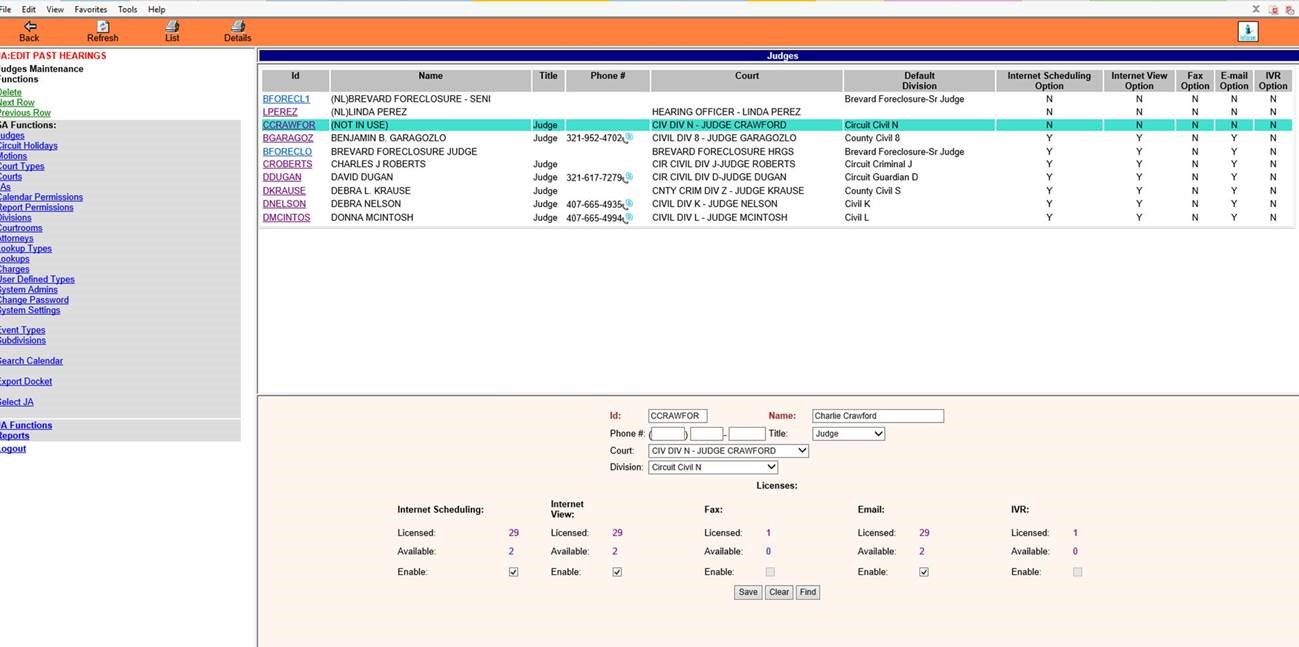 File Edit View Favorites Tools Help X
Back Refresh List Details
JA:EDIT PAST HEARINGS
Judges Maintenance
Functions
Delete
Next Row
Previous Row
SA Functions:
Judges
Circuit Holidays
Motions
Court Types
Courts
JAs
Calendar Permissions
Report Permissions
Divisions
Courtrooms
Attorneys
Lookup Types
Lookups
Charges
User Defined Types
System Admins
Change Password
System Settings
Event Types
Subdivisions
Search Calendar
Export Docket
Select JA
JA Functions
Reports
Logout
Judges
Id Name Title Phone # Court Default Division Internet Scheduling Option Internet View Option Fax Option E-mail Option IVR Option
BFORECL1 (NL)BREVARD FORECLOSURE - SENI Brevard Foreclosure-Sr Judge N N N N N
LPEREZ (NL)LINDA PEREZ HEARING OFFICER - LINDA PEREZ N N N N N
CCRAWFOR (NOT IN USE) Judge CIV DIV N - JUDGE CRAWFORD Circuit Civil N N N N N N
BGARAGOZ BENJAMIN B. GARAGOZLO Judge 321-952-4702 CIVIL DIV 8 - JUDGE GARAGOZLO County Civil 8 Y Y N Y N
BFORECLO BREVARD FORECLOSURE JUDGE BREVARD FORECLOSURE HRGS Brevard Foreclosure-Sr Judge Y Y N Y N
CROBERTS CHARLES J ROBERTS Judge CIR CIVIL DIV J-JUDGE ROBERTS Circuit Criminal J Y Y N Y N
DDUGAN DAVID DUGAN Judge 321-617-7279 CIR CIVIL DIV D-JUDGE DUGAN Circuit Guardian D Y Y N Y N
DKRAUSE DEBRA L. KRAUSE Judge CNTY CRIM DIV Z - JUDGE KRAUSE County Civil S Y Y N Y N
DNELSON DEBRA NELSON Judge 407-665-4935 CIVIL DIV K - JUDGE NELSON Civil K Y Y N Y N
DMCINTOS DONNA MCINTOSH Judge 407-665-4994 CIVIL DIV L - JUDGE MCINTOSH Civil L Y Y N Y N
Id: CCRAWFOR Name: Charlie Crawford
Phone #: ( ) - Title: Judge
Court: CIV DIV N - JUDGE CRAWFORD
Division: Circuit Civil N
Licenses:
Internet Scheduling: Internet View: Fax: Email: IVR:
Licensed: 29 Licensed: 29 Licensed: 1 Licensed: 29 Licensed: 1
Available: 2 Available: 2 Available: 0 Available: 2 Available: 0
Enable: Enable: Enable: Enable: Enable:
Save Clear Find